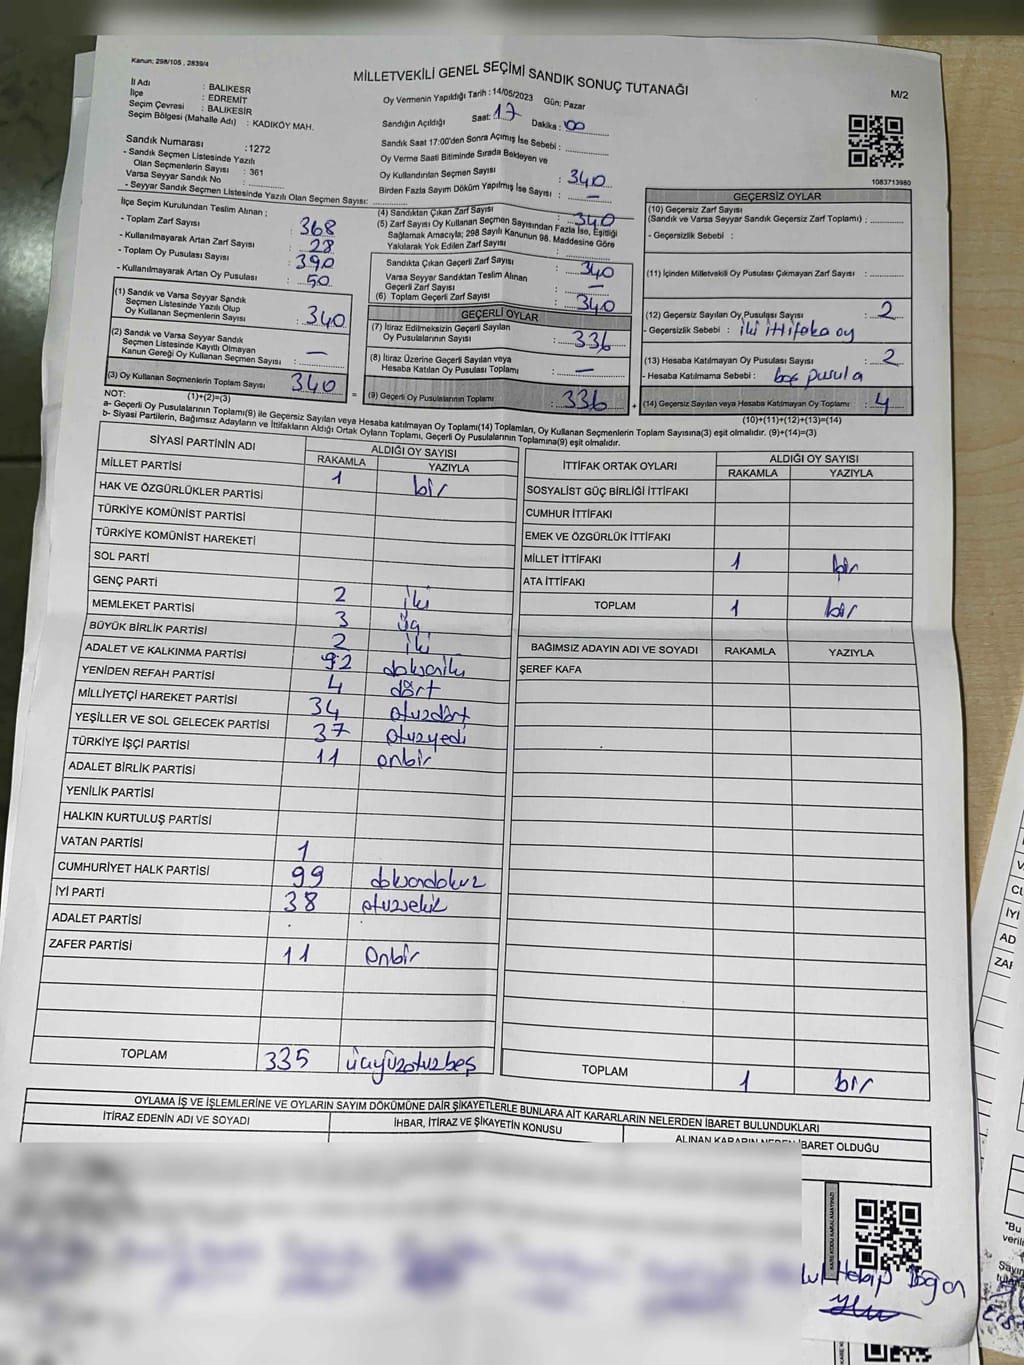 Kanun: 298/105 , 2839/4
MİLLETVEKİLİ GENEL SEÇİMİ SANDIK SONUÇ TUTANAĞI
M/2
İl Adı : BALIKESR
İlçe : EDREMIT
Seçim Çevresi : BALIKESİR
Seçim Bölgesi (Mahalle Adı) : KADIKÖY MAH.
Oy Vermenin Yapıldığı Tarih : 14/05/2023 Gün: Pazar
Sandığın Açıldığı Saat: 17 Dakika : 00
Sandık Saat 17:00'den Sonra Açımış İse Sebebi :
Oy Verme Saati Bitiminde Sırada Bekleyen ve
Oy Kullandırılan Seçmen Sayısı : 340
Birden Fazla Sayım Döküm Yapılmış İse Sayısı : —
1083713980
Sandık Numarası : 1272
- Sandık Seçmen Listesinde Yazılı
Olan Seçmenlerin Sayısı : 361
Varsa Seyyar Sandık No :
- Seyyar Sandık Seçmen Listesinde Yazılı Olan Seçmen Sayısı:
İlçe Seçim Kurulundan Teslim Alınan ;
- Toplam Zarf Sayısı : 368
- Kullanılmayarak Artan Zarf Sayısı : 28
- Toplam Oy Pusulası Sayısı : 390
- Kullanılmayarak Artan Oy Pusulası : 50
(1) Sandık ve Varsa Seyyar Sandık
Seçmen Listesinde Yazılı Olup
Oy Kullanan Seçmenlerin Sayısı : 340
(2) Sandık ve Varsa Seyyar Sandık
Seçmen Listesinde Kayıtlı Olmayan
Kanun Gereği Oy Kullanan Seçmen Sayısı : —
(3) Oy Kullanan Seçmenlerin Toplam Sayısı 340
(1)+(2)=(3)
(4) Sandıktan Çıkan Zarf Sayısı : 340
(5) Zarf Sayısı Oy Kullanan Seçmen Sayısından Fazla İse, Eşitliği
Sağlamak Amacıyla; 298 Sayılı Kanunun 98. Maddesine Göre
Yakılarak Yok Edilen Zarf Sayısı :
Sandıkta Çıkan Geçerli Zarf : 340
Varsa Seyyar Sandıktan Teslim Alınan
Geçerli Zarf Sayısı : —
(6) Toplam Geçerli Zarf Sayısı : 340
GEÇERLİ OYLAR
(7) İtiraz Edilmeksizin Geçerli Sayılan
Oy Pusulalarının Sayısı : 336
(8) İtiraz Üzerine Geçerli Sayılan veya
Hesaba Katılan Oy Pusulası Toplamı : —
= (9) Geçerli Oy Pusulalarının Toplamı : 336 +
GEÇERSİZ OYLAR
(10) Geçersiz Zarf Sayısı
(Sandık ve Varsa Seyyar Sandık Geçersiz Zarf Toplamı) :
- Geçersizlik Sebebi :
(11) İçinden Milletvekili Oy Pusulası Çıkmayan Zarf Sayısı :
(12) Geçersiz Sayılan Oy Pusulası Sayısı : 2
- Geçersizlik Sebebi : iki ittifaka oy
(13) Hesaba Katılmayan Oy Pusulası Sayısı : 2
- Hesaba Katılmama Sebebi : boş pusula
(14) Geçersiz Sayılan veya Hesaba Katılmayan Oy Toplamı : 4
(10)+(11)+(12)+(13)=(14)
NOT:
a- Geçerli Oy Pusulalarının Toplamı(9) ile Geçersiz Sayılan veya Hesaba Katılmayan Oy Toplamı(14) Toplamları, Oy Kullanan Seçmenlerin Toplam Sayısına(3) eşit olmalıdır. (9)+(14)=(3)
b- Siyasi Partilerin, Bağımsız Adayların ve İttifakların Aldığı Ortak Oyların Toplamı, Geçerli Oy Pusulalarının Toplamına(9) eşit olmalıdır.
SİYASİ PARTİNİN ADI ALDIĞI OY SAYISI
RAKAMLA YAZIYLA
MİLLET PARTİSİ 1 bir
HAK VE ÖZGÜRLÜKLER PARTİSİ
TÜRKİYE KOMÜNİST PARTİSİ
TÜRKİYE KOMÜNİST HAREKETİ
SOL PARTİ
GENÇ PARTİ 2 iki
MEMLEKET PARTİSİ 3 üç
BÜYÜK BİRLİK PARTİSİ 2 iki
ADALET VE KALKINMA PARTİSİ 92 doksaniki
YENİDEN REFAH PARTİSİ 4 dört
MİLLİYETÇİ HAREKET PARTİSİ 34 otuzdört
YEŞİLLER VE SOL GELECEK PARTİSİ 37 otuzyedi
TÜRKİYE İŞÇİ PARTİSİ 11 onbir
ADALET BİRLİK PARTİSİ
YENİLİK PARTİSİ
HALKIN KURTULUŞ PARTİSİ
VATAN PARTİSİ 1
CUMHURİYET HALK PARTİSİ 99 doksandokuz
İYİ PARTİ 38 otuzsekiz
ADALET PARTİSİ
ZAFER PARTİSİ 11 onbir
TOPLAM 335 üçyüzotuzbeş
İTTİFAK ORTAK OYLARI ALDIĞI OY SAYISI
RAKAMLA YAZIYLA
SOSYALİST GÜÇ BİRLİĞİ İTTİFAKI
CUMHUR İTTİFAKI
EMEK VE ÖZGÜRLÜK İTTİFAKI
MİLLET İTTİFAKI 1 bir
ATA İTTİFAKI
TOPLAM 1 bir
BAĞIMSIZ ADAYIN ADI VE SOYADI RAKAMLA YAZIYLA
ŞEREF KAFA
TOPLAM 1 bir
OYLAMA İŞ VE İŞLEMLERİNE VE OYLARIN SAYIM DÖKÜMÜNE DAİR ŞİKAYETLERLE BUNLARA AİT KARARLARIN NELERDEN İBARET BULUNDUKLARI
İTİRAZ EDENİN ADI VE SOYADI İHBAR, İTİRAZ VE ŞİKAYETİN KONUSU ALINAN KARARIN NEDEN İBARET OLDUĞU